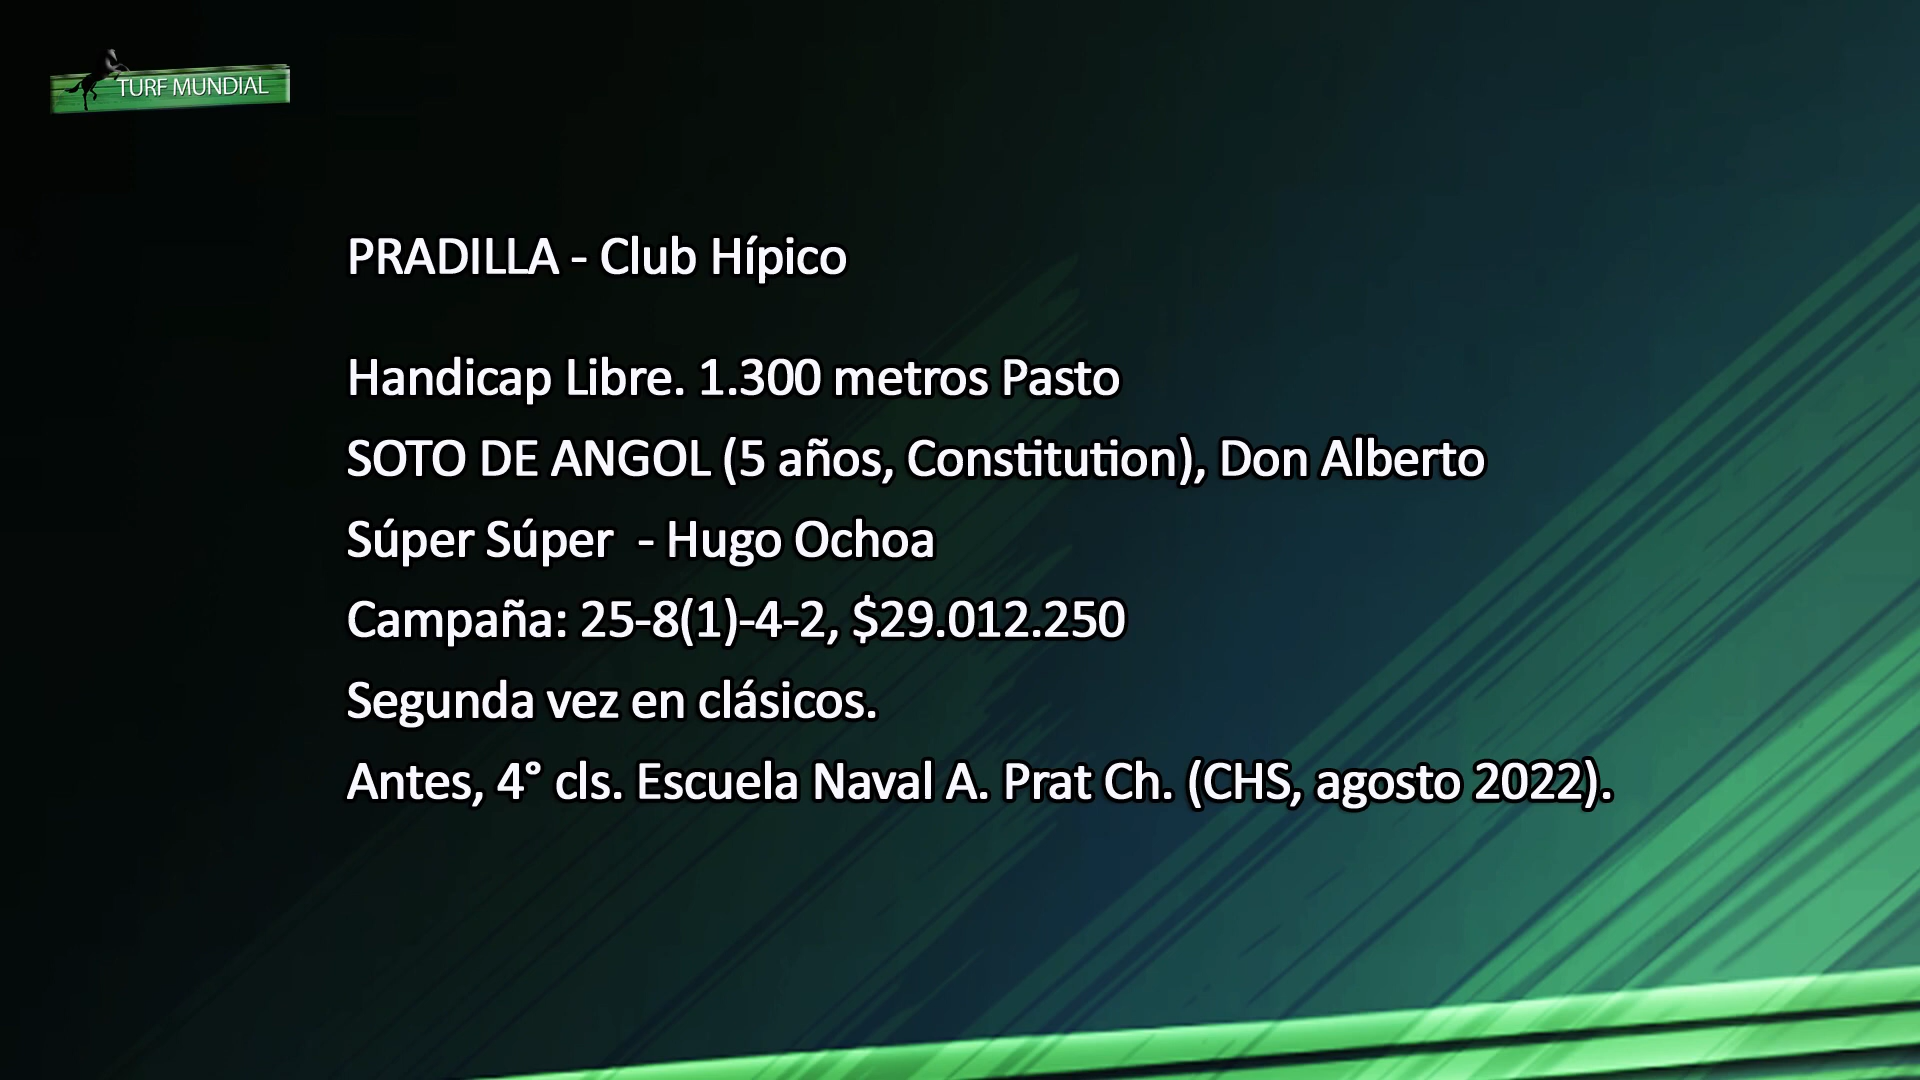 TURF MUNDIAL
PRADILLA - Club Hípico
Handicap Libre. 1.300 metros Pasto
SOTO DE ANGOL (5 años, Constitution), Don Alberto
Súper Súper  - Hugo Ochoa
Campaña: 25-8(1)-4-2, $29.012.250
Segunda vez en clásicos.
Antes, 4° cls. Escuela Naval A. Prat Ch. (CHS, agosto 2022).